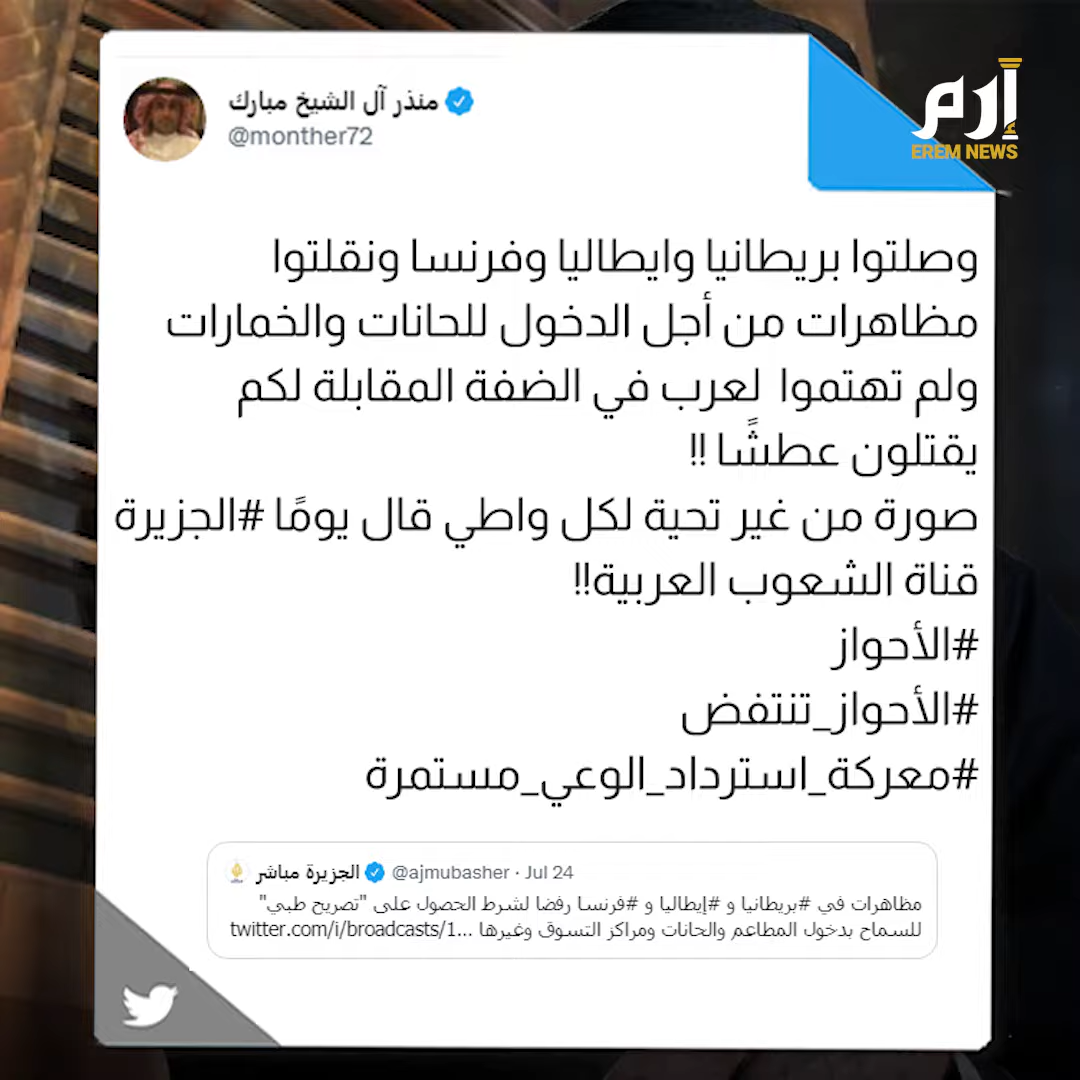 إرم
EREM NEWS
منذر آل الشيخ مبارك
@monther72
وصلتوا بريطانيا وايطاليا وفرنسا ونقلتوا
مظاهرات من أجل الدخول للحانات والخمارات
ولم تهتموا لعرب في الضفة المقابلة لكم
يقتلون عطشًا !!
صورة من غير تحية لكل واطي قال يومًا #الجزيرة
قناة الشعوب العربية!!
#الأحواز
#الأحواز_تنتفض
#معركة_استرداد_الوعي_مستمرة
الجزيرة مباشر @ajmubasher · Jul 24
مظاهرات في #بريطانيا و #إيطاليا و #فرنسا رفضا لشرط الحصول على "تصريح طبي"
للسماح بدخول المطاعم والحانات ومراكز التسوق وغيرها ...twitter.com/i/broadcasts/1